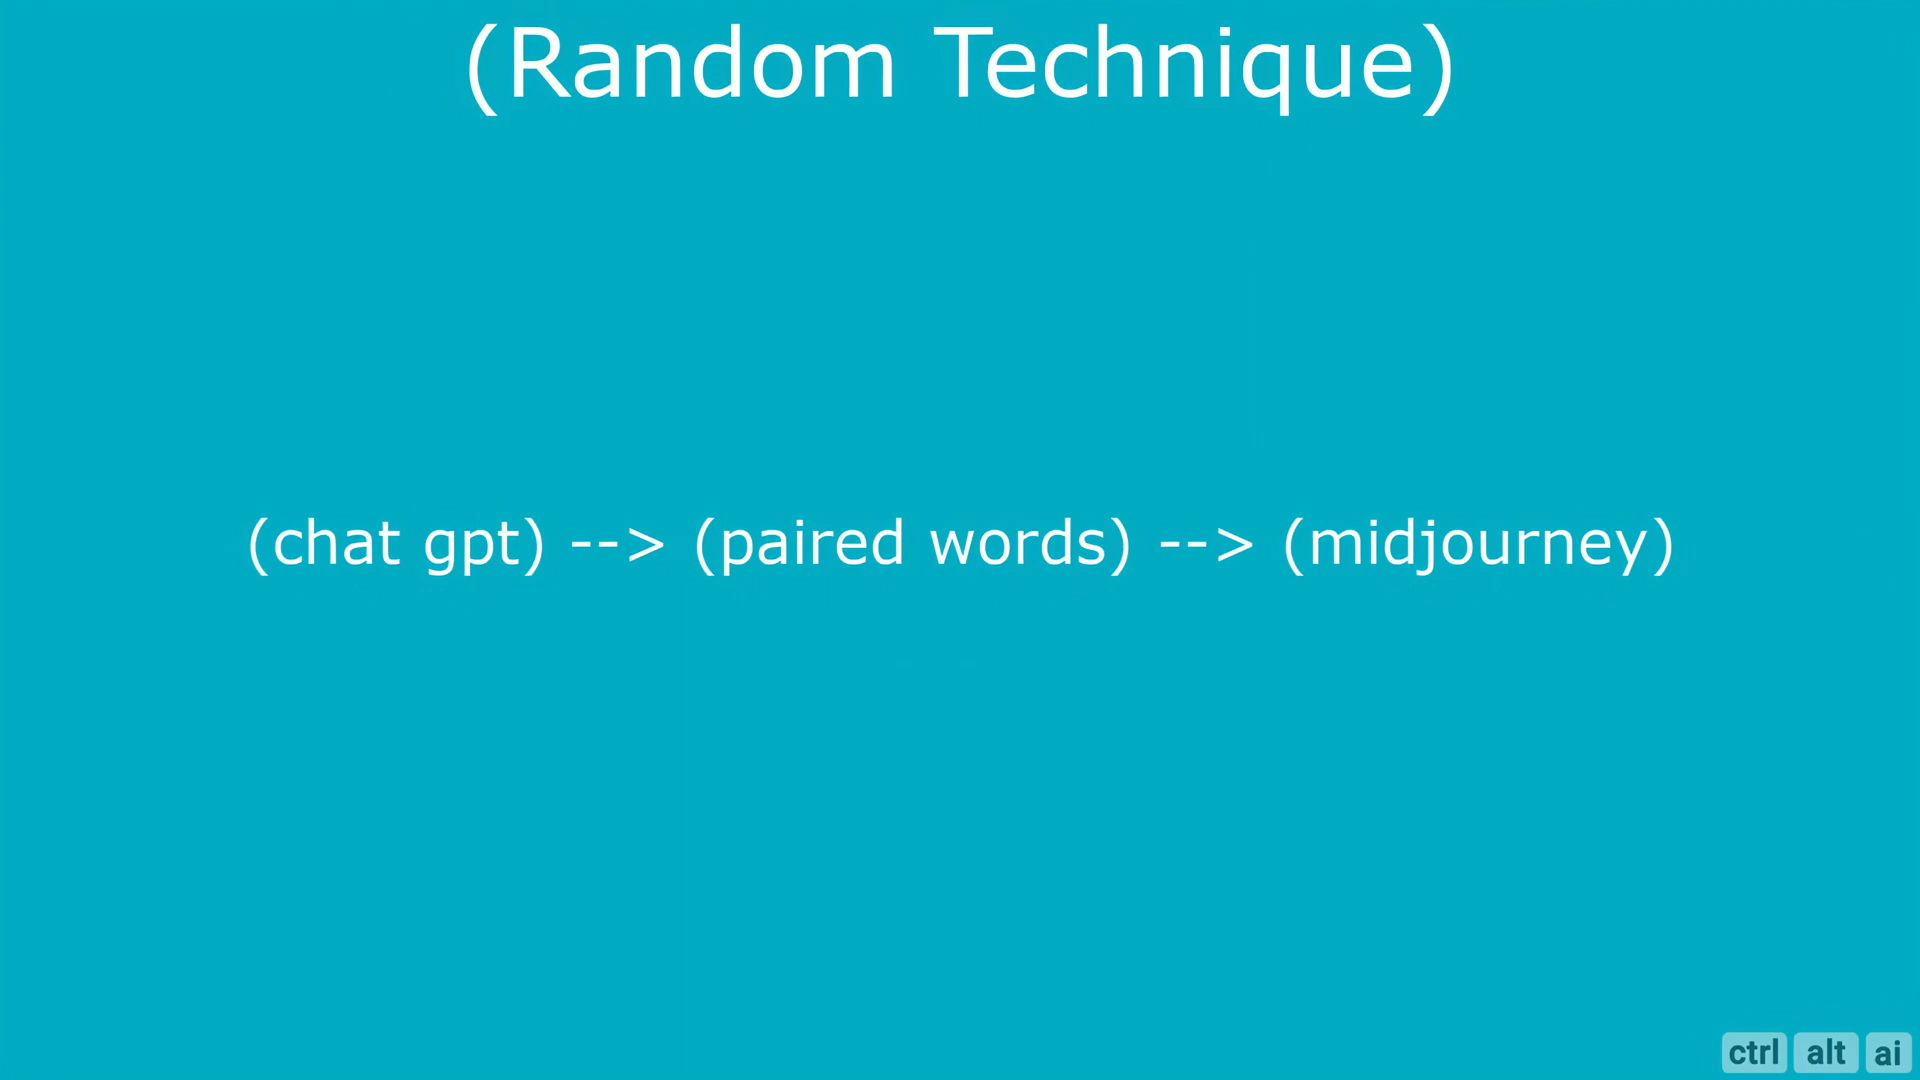 (Random Technique)
(chat gpt) --> (paired words) --> (midjourney)
ctrl alt ai